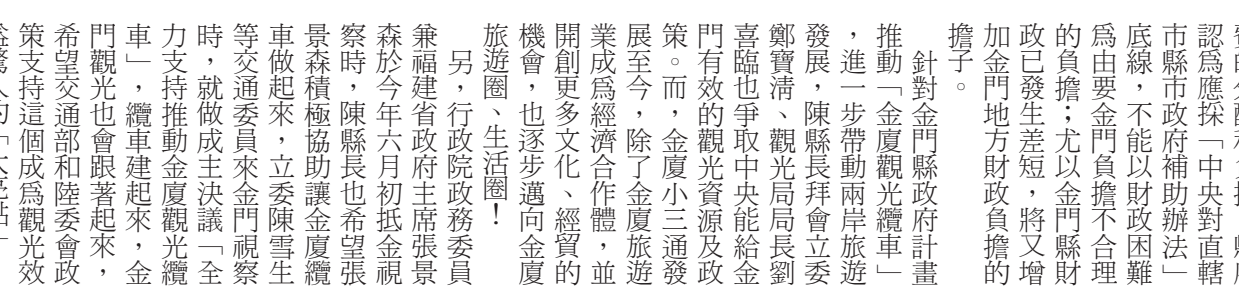 認爲應採「中央對直轄
市縣市政府補助辦法」
底線，不能以財政困難
爲由要金門負擔不合理
的負擔；尤以金門縣財
政已發生差短，將又增
加金門地方財政負擔的
擔子。
針對金門縣政府計畫
推動「金廈觀光纜車」
，進一步帶動兩岸旅遊
發展，陳縣長拜會立委
鄭寶清、觀光局局長劉
喜臨也爭取中央能給金
門有效的觀光資源及政
策。而，金廈小三通發
展至今，除了金廈旅遊
業成爲經濟合作體，並
開創更多文化、經貿的
機會，也逐步邁向金廈
旅遊圈、生活圈！
另，行政院政務委員
兼福建省政府主席張景
森於今年六月初抵金視
察時，陳縣長也希望張
景森積極協助讓金廈纜
車做起來，立委陳雪生
等交通委員來金門視察
時，就做成主決議「全
力支持推動金廈觀光纜
車」，纜車建起來，金
門觀光也會跟著起來，
希望交通部和陸委會政
策支持這個成爲觀光效